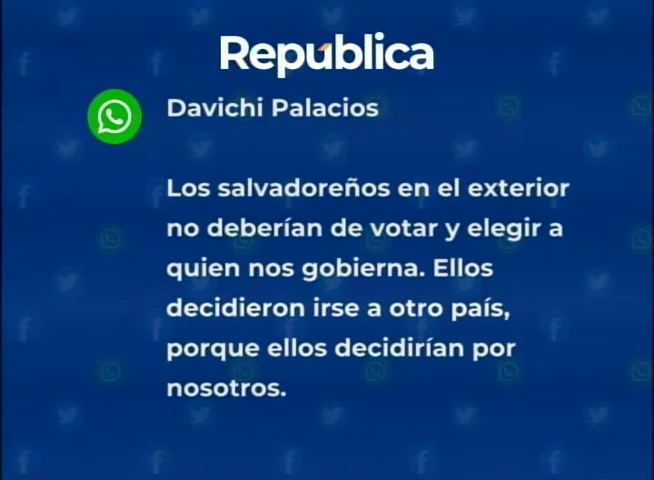 República
Davichi Palacios
Los salvadoreños en el exterior
no deberían de votar y elegir a
quien nos gobierna. Ellos
decidieron irse a otro país,
porque ellos decidirían por
nosotros.